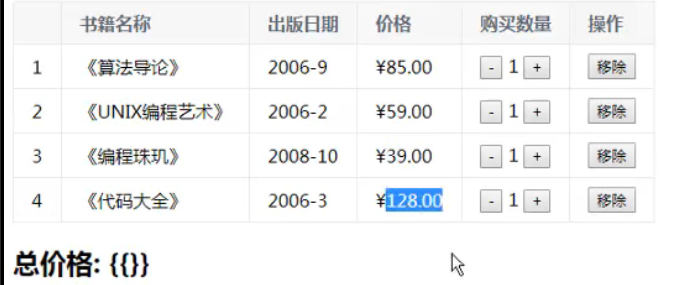 书籍名称 出版日期 价格 购买数量 操作
1 《算法导论》 2006-9 ¥85.00 - 1 + 移除
2 《UNIX编程艺术》 2006-2 ¥59.00 - 1 + 移除
3 《编程珠玑》 2008-10 ¥39.00 - 1 + 移除
4 《代码大全》 2006-3 ¥128.00 - 1 + 移除
总价格: {{}}